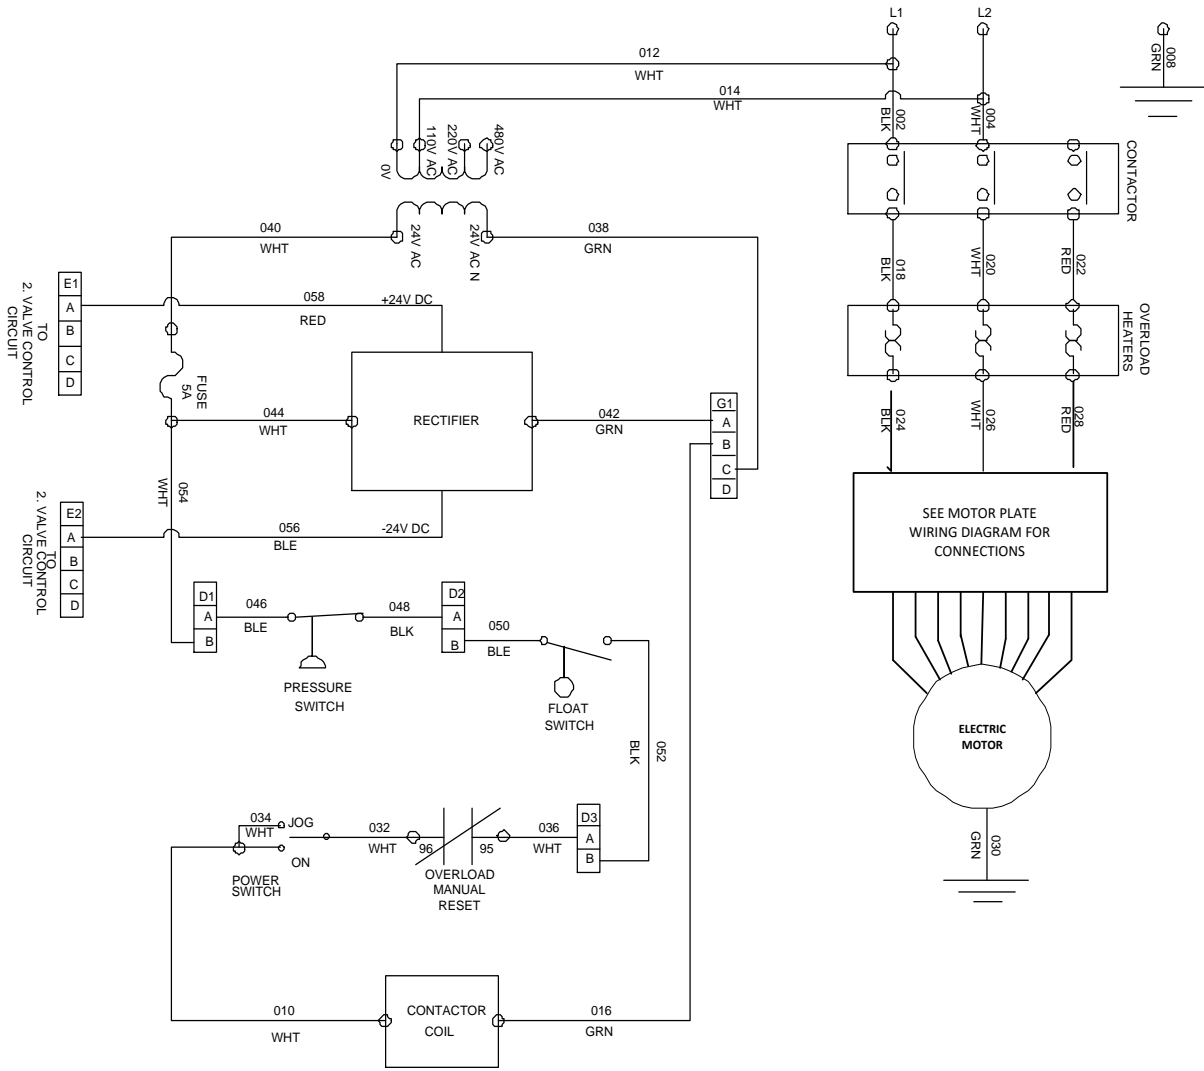 L1
L2
008
GRN
012
WHT
014
WHT
002
BLK
004
WHT
0V
110V AC
220V AC
480V AC
CONTACTOR
040
WHT
24V AC
24V AC N
038
GRN
018
BLK
020
WHT
022
RED
E1
A
B
C
D
2. VALVE CONTROL
TO
CIRCUIT
058
+24V DC
RED
OVERLOAD
HEATERS
FUSE
5A
044
WHT
RECTIFIER
042
GRN
G1
A
B
C
D
024
BLK
026
WHT
028
RED
054
WHT
E2
A
B
C
D
2. VALVE CONTROL
TO
CIRCUIT
056
-24V DC
BLE
SEE MOTOR PLATE
WIRING DIAGRAM FOR
CONNECTIONS
D1
A
B
046
BLE
048
BLK
D2
A
B
050
BLE
PRESSURE
SWITCH
FLOAT
SWITCH
052
BLK
ELECTRIC
MOTOR
034
WHT
JOG
ON
POWER
SWITCH
032
WHT
96
95
036
WHT
D3
A
B
OVERLOAD
MANUAL
RESET
030
GRN
010
WHT
CONTACTOR
COIL
016
GRN